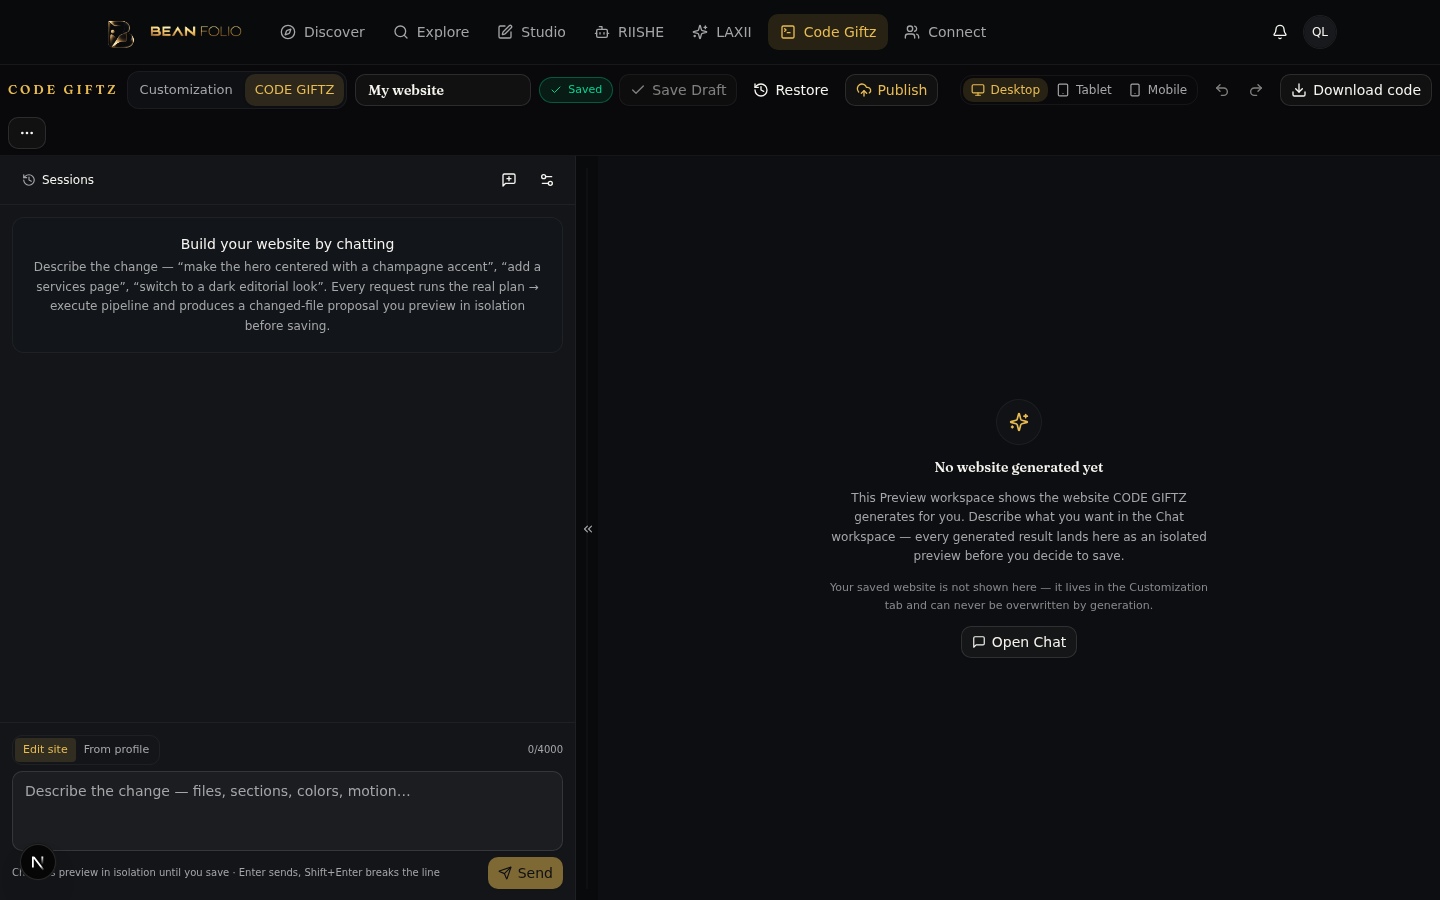 BEAN FOLIO
Discover
Explore
Studio
RIISHE
LAXII
Code Giftz
Connect
QL
CODE GIFTZ
Customization
CODE GIFTZ
My website
Saved
Save Draft
Restore
Publish
Desktop
Tablet
Mobile
Download code
...
Sessions
Build your website by chatting
Describe the change — “make the hero centered with a champagne accent”, “add a
services page”, “switch to a dark editorial look”. Every request runs the real plan →
execute pipeline and produces a changed-file proposal you preview in isolation
before saving.
No website generated yet
This Preview workspace shows the website CODE GIFTZ
generates for you. Describe what you want in the Chat
workspace — every generated result lands here as an isolated
preview before you decide to save.
Your saved website is not shown here — it lives in the Customization
tab and can never be overwritten by generation.
Open Chat
Edit site
From profile
0/4000
Describe the change — files, sections, colors, motion…
N
preview in isolation until you save · Enter sends, Shift+Enter breaks the line
Send